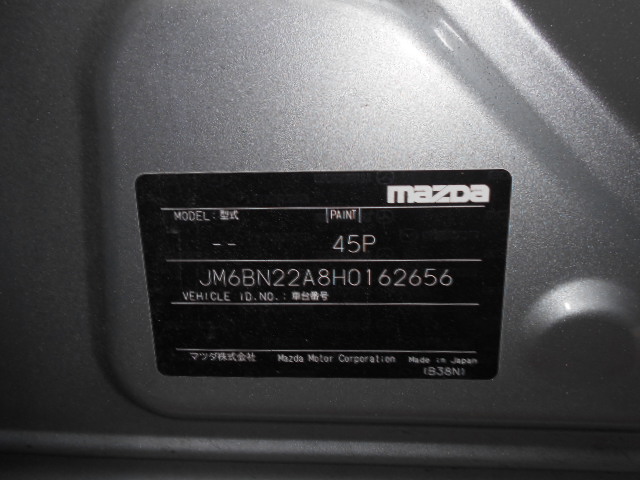 mazda
MODEL:型式 PAINT
-- 45P
JM6BN22A8H0162656
VEHICLE ID.NO.:車台番号
マツダ株式会社 Mazda Motor Corporation Made in Japan
(B38N)